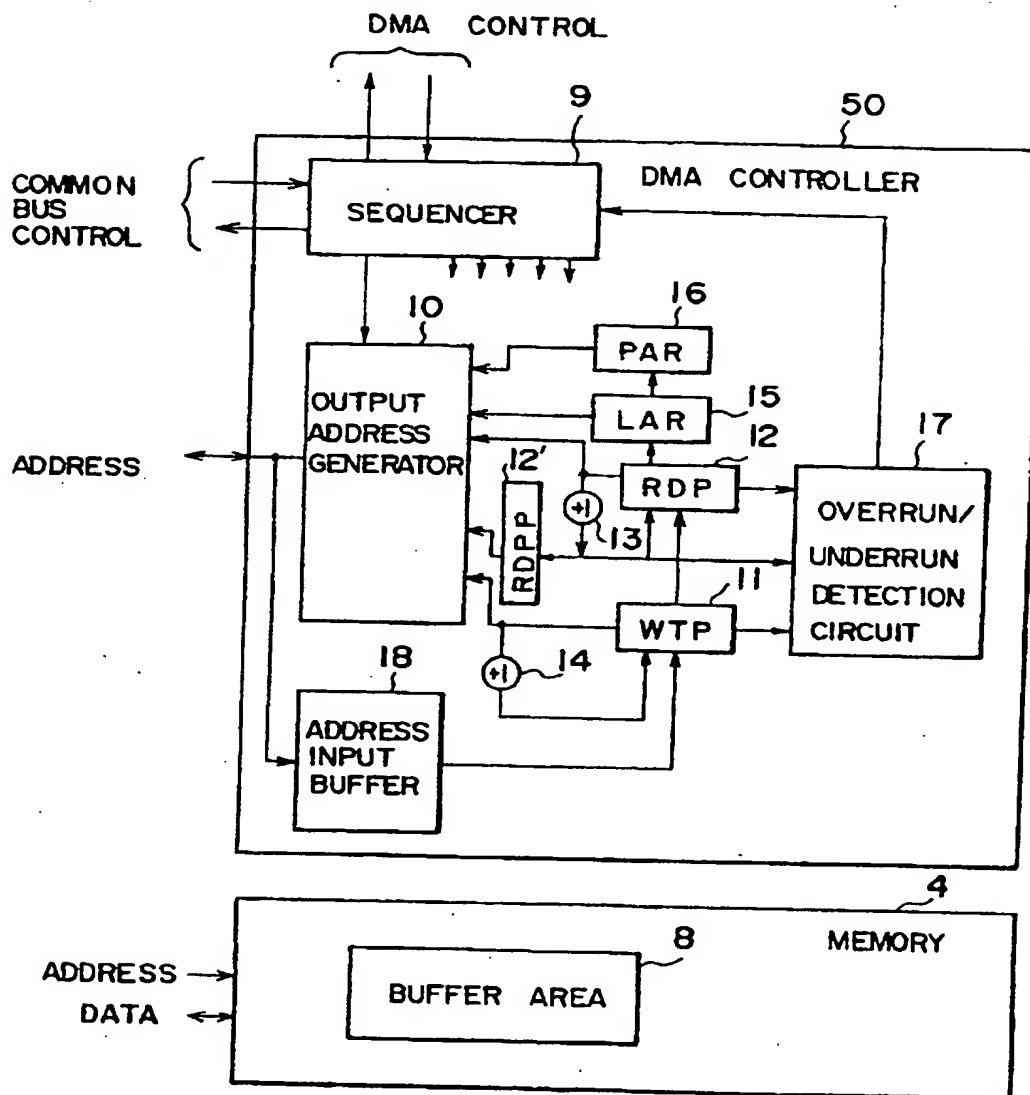 DMA CONTROL
9
50
COMMON
BUS
CONTROL
SEQUENCER
DMA CONTROLLER
10
16
PAR
15
LAR
OUTPUT
ADDRESS
GENERATOR
ADDRESS
12
17
12'
RDP
+1
13
RDPP
OVERRUN/
UNDERRUN
DETECTION
CIRCUIT
11
WTP
+1
14
18
ADDRESS
INPUT
BUFFER
4
MEMORY
8
ADDRESS
DATA
BUFFER AREA